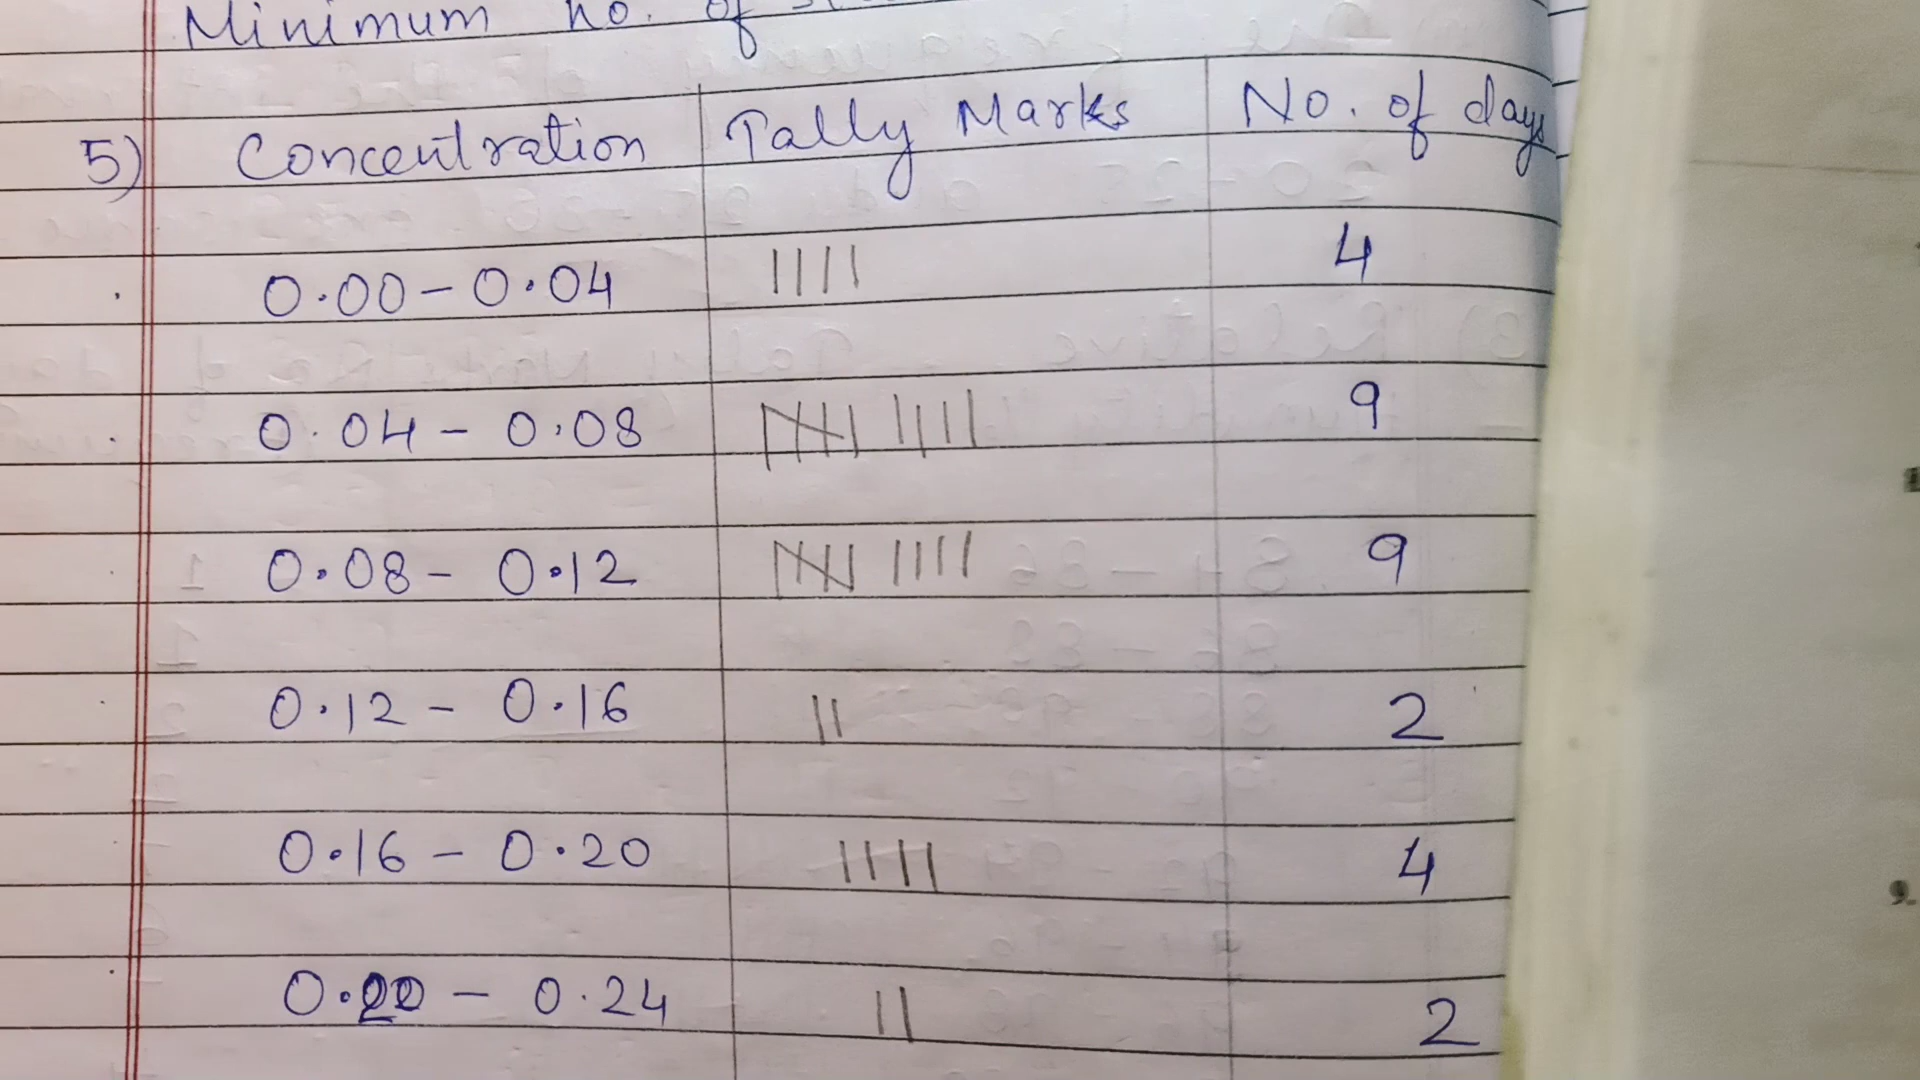 Minimum no. of
5) Concentration Tally Marks No. of days
0.00 - 0.04 |||| 4
0.04 - 0.08 |||| |||| 9
0.08 - 0.12 |||| |||| 9
0.12 - 0.16 || 2
0.16 - 0.20 |||| 4
0.20 - 0.24 || 2